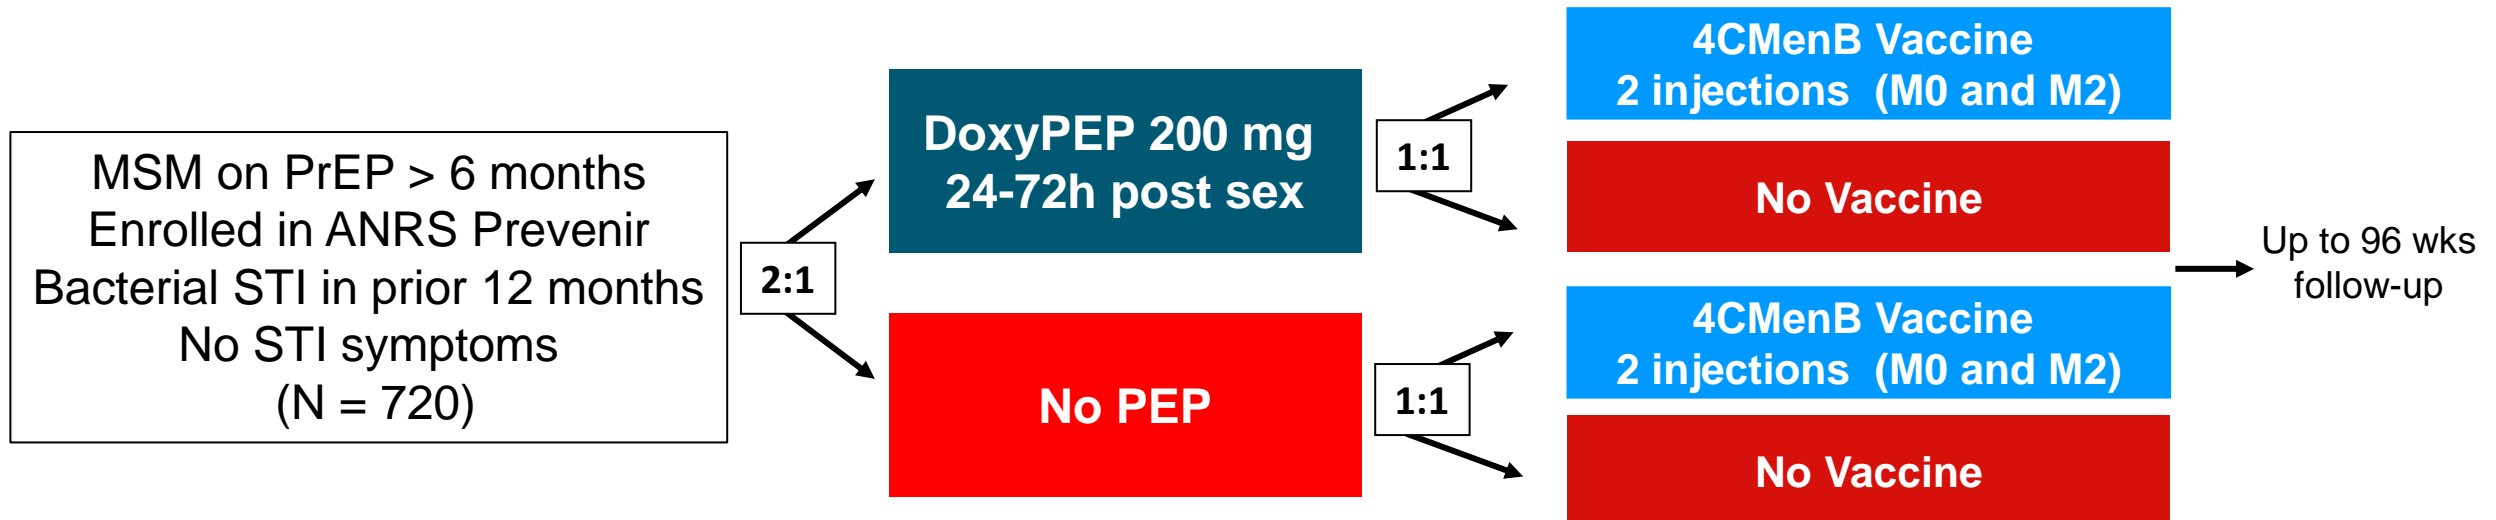 MSM on PrEP > 6 months
Enrolled in ANRS Prevenir
Bacterial STI in prior 12 months
No STI symptoms
(N = 720)
2:1
DoxyPEP 200 mg
24-72h post sex
No PEP
1:1
1:1
4CMenB Vaccine
2 injections (M0 and M2)
No Vaccine
4CMenB Vaccine
2 injections (M0 and M2)
No Vaccine
Up to 96 wks
follow-up